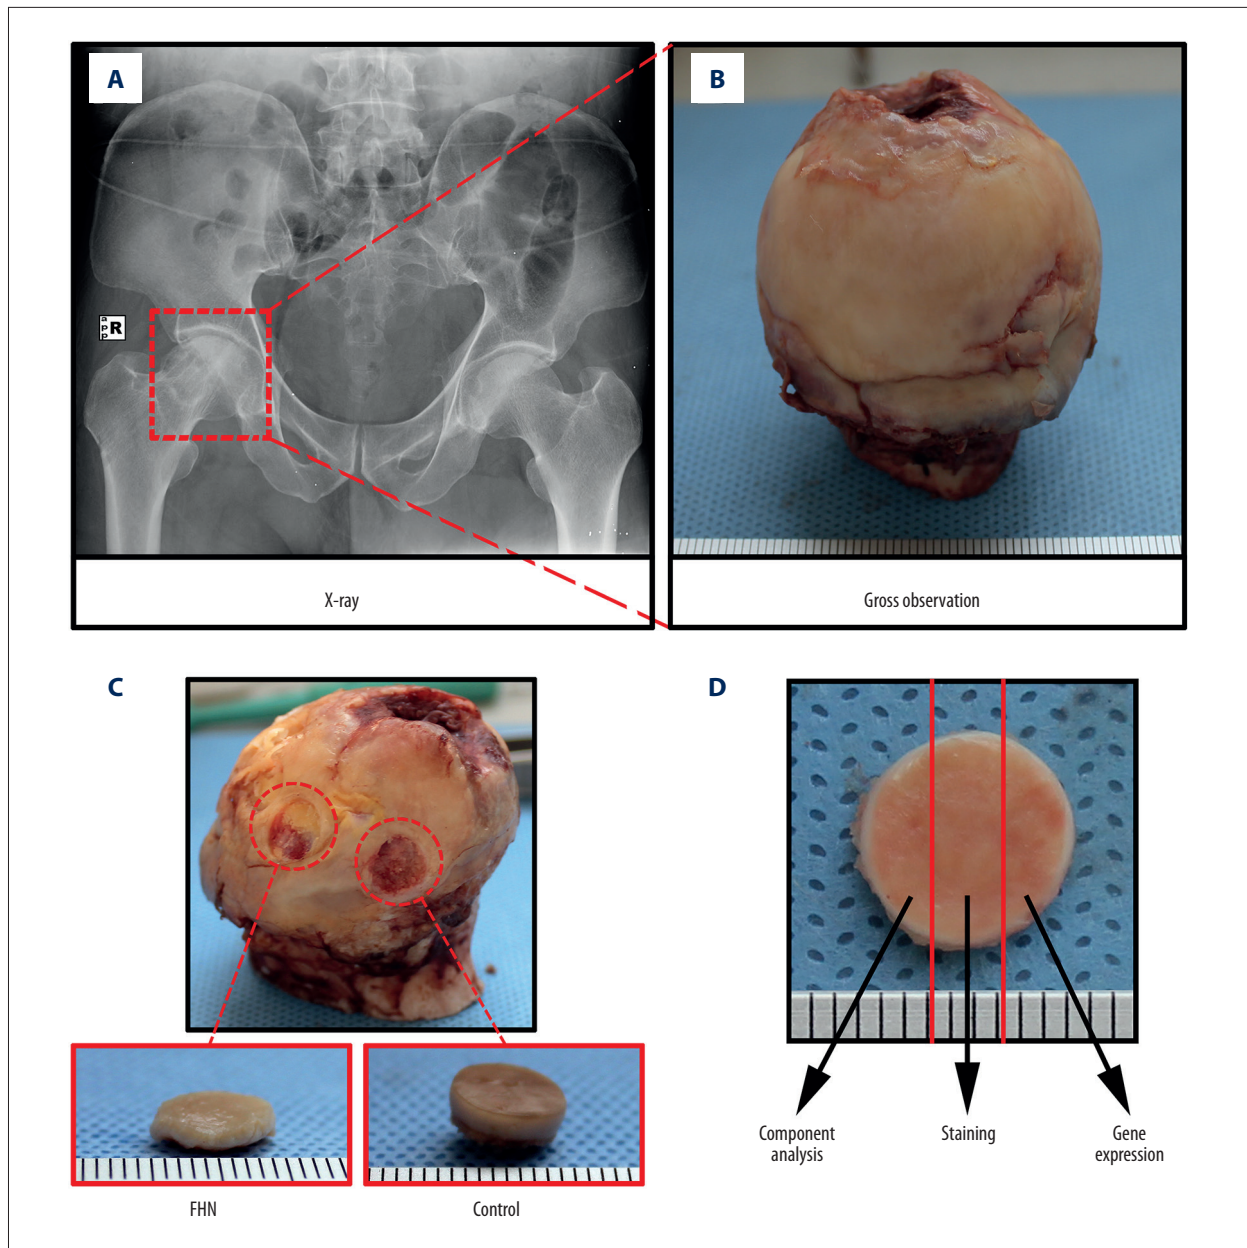 A
B
a
p
p
R
X-ray
Gross observation
C
D
FHN
Control
Component
analysis
Staining
Gene
expression